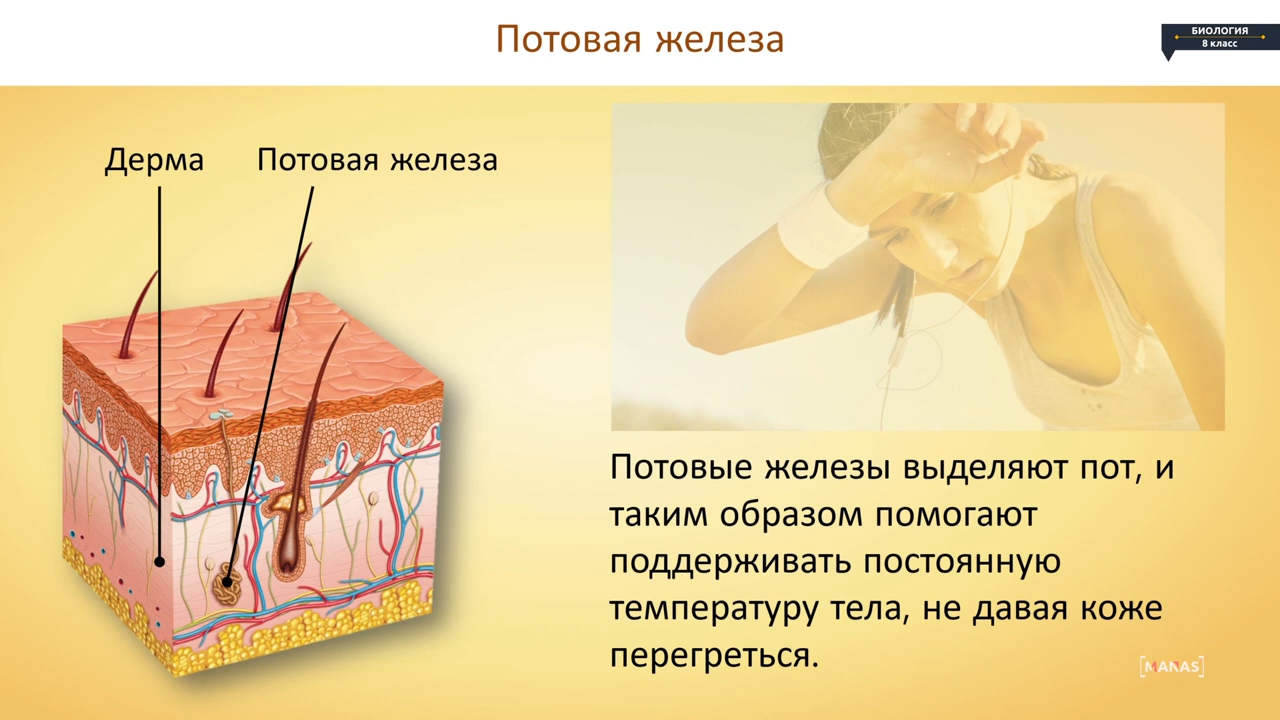 Потовая железа
БИОЛОГИЯ
8 класс
Дерма
Потовая железа
Потовые железы выделяют пот, и
таким образом помогают
поддерживать постоянную
температуру тела, не давая коже
перегреться.
[MANAS]